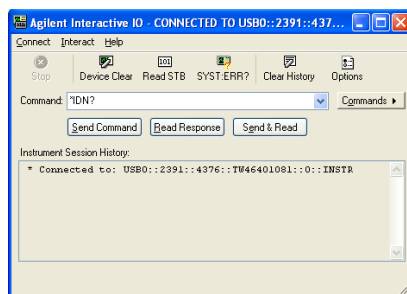 Agilent Interactive IO - CONNECTED TO USB0::2391::437...
Connect Interact Help
Stop Device Clear Read STB SYST:ERR? Clear History Options
Command: *IDN? Commands
Send Command Read Response Send & Read
Instrument Session History:
* Connected to: USB0::2391::4376::TW46401081::0::INSTR